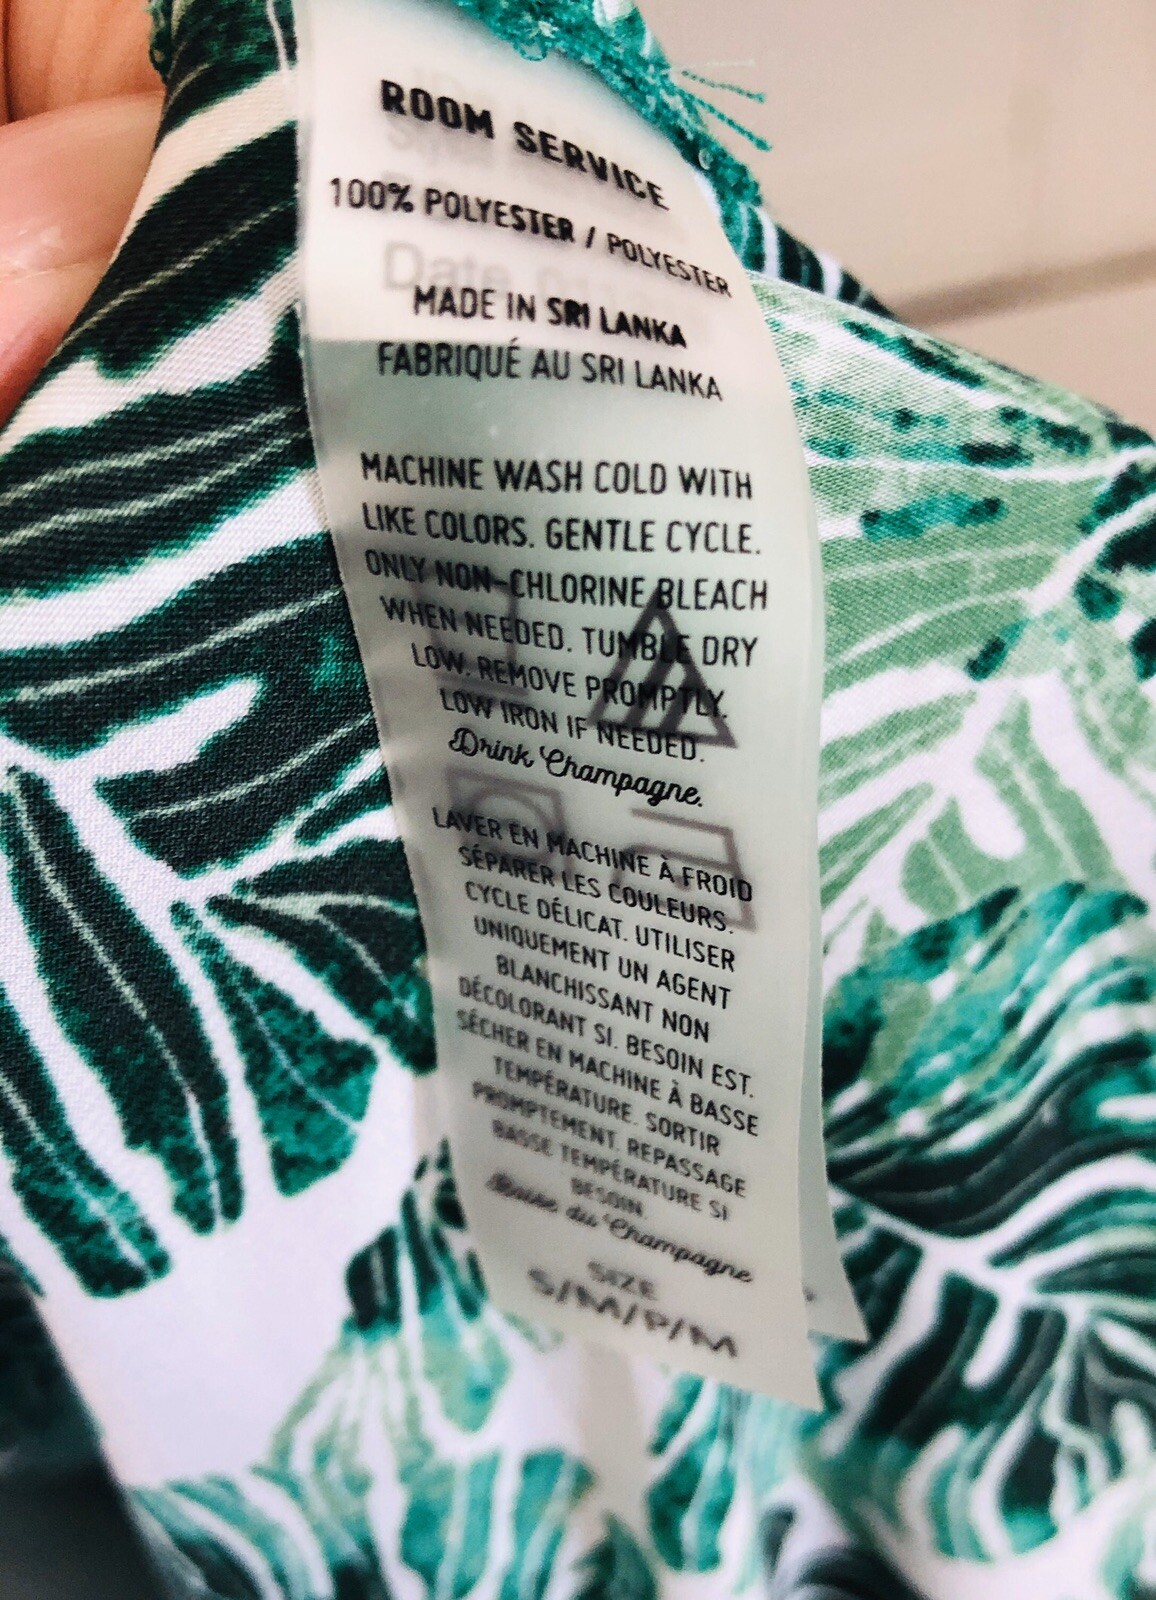 ROOM SERVICE
100% POLYESTER / POLYESTER
MADE IN SRI LANKA
FABRIQUÉ AU SRI LANKA
MACHINE WASH COLD WITH
LIKE COLORS. GENTLE CYCLE.
ONLY NON-CHLORINE BLEACH
WHEN NEEDED. TUMBLE DRY
LOW. REMOVE PROMPTLY.
LOW IRON IF NEEDED.
Drink Champagne.
LAVER EN MACHINE À FROID
SÉPARER LES COULEURS.
CYCLE DÉLICAT. UTILISER
UNIQUEMENT UN AGENT
BLANCHISSANT NON
DÉCOLORANT SI. BESOIN EST.
SÉCHER EN MACHINE À BASSE
TEMPÉRATURE. SORTIR
PROMPTEMENT. REPASSAGE
BASSE TEMPÉRATURE SI
BESOIN.
du Champagne
SIZE
S/M/P/M
Date